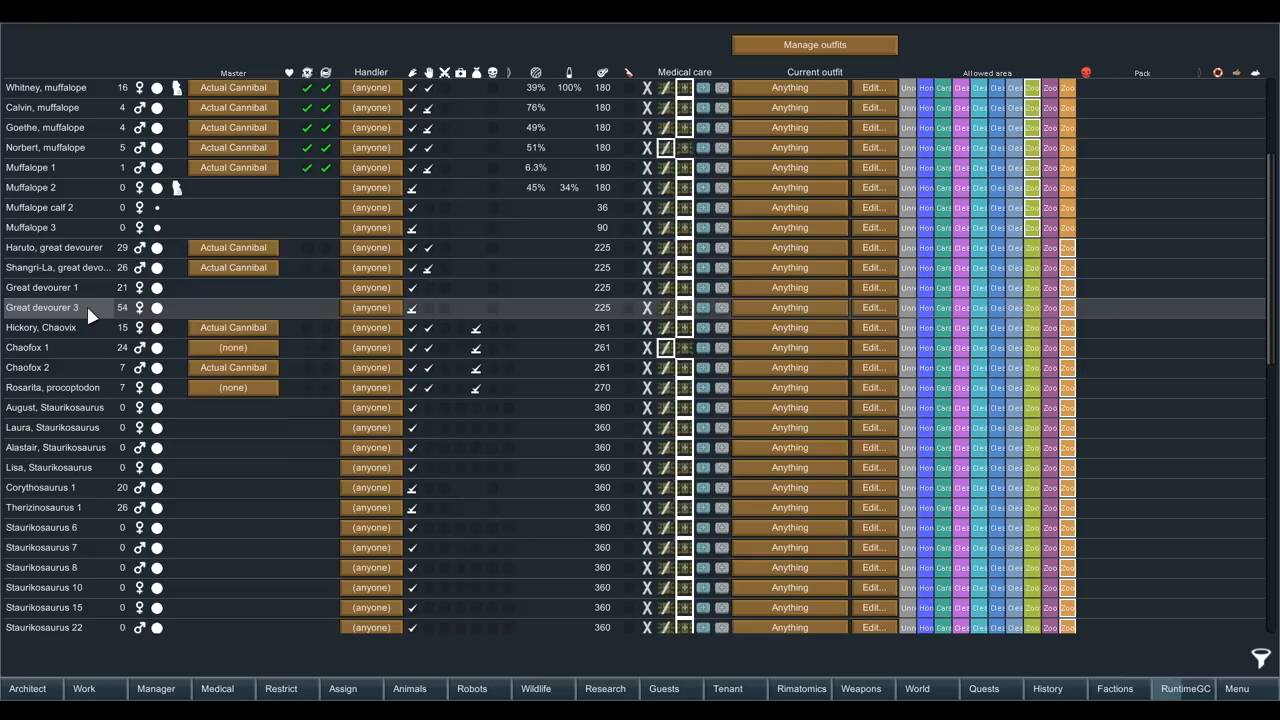 Manage outfits
Master Handler Medical care Current outfit Allowed area Pack
Whitney, muffalope 16 Actual Cannibal (anyone) 39% 100% 180 Anything Edit...
Calvin, muffalope 4 Actual Cannibal (anyone) 76% 180 Anything Edit...
Goethe, muffalope 4 Actual Cannibal (anyone) 49% 180 Anything Edit...
Norbert, muffalope 5 Actual Cannibal (anyone) 51% 180 Anything Edit...
Muffalope 1 1 Actual Cannibal (anyone) 6.3% 180 Anything Edit...
Muffalope 2 0 (anyone) 45% 34% 180 Anything Edit...
Muffalope calf 2 0 (anyone) 36 Anything Edit...
Muffalope 3 0 (anyone) 90 Anything Edit...
Haruto, great devourer 29 Actual Cannibal (anyone) 225 Anything Edit...
Shangri-La, great devo... 26 Actual Cannibal (anyone) 225 Anything Edit...
Great devourer 1 21 (anyone) 225 Anything Edit...
Great devourer 3 54 (anyone) 225 Anything Edit...
Hickory, Chaovix 15 Actual Cannibal (anyone) 261 Anything Edit...
Chaofox 1 24 (none) (anyone) 261 Anything Edit...
Chaofox 2 7 Actual Cannibal (anyone) 261 Anything Edit...
Rosarita, procoptodon 7 (none) (anyone) 270 Anything Edit...
August, Staurikosaurus 0 (anyone) 360 Anything Edit...
Laura, Staurikosaurus 0 (anyone) 360 Anything Edit...
Alastair, Staurikosaurus 0 (anyone) 360 Anything Edit...
Lisa, Staurikosaurus 0 (anyone) 360 Anything Edit...
Corythosaurus 1 20 (anyone) 360 Anything Edit...
Therizinosaurus 1 26 (anyone) 360 Anything Edit...
Staurikosaurus 6 0 (anyone) 360 Anything Edit...
Staurikosaurus 7 0 (anyone) 360 Anything Edit...
Staurikosaurus 8 0 (anyone) 360 Anything Edit...
Staurikosaurus 10 0 (anyone) 360 Anything Edit...
Staurikosaurus 15 0 (anyone) 360 Anything Edit...
Staurikosaurus 22 0 (anyone) 360 Anything Edit...
Architect Work Manager Medical Restrict Assign Animals Robots Wildlife Research Guests Tenant Rimatomics Weapons World Quests History Factions RuntimeGC Menu